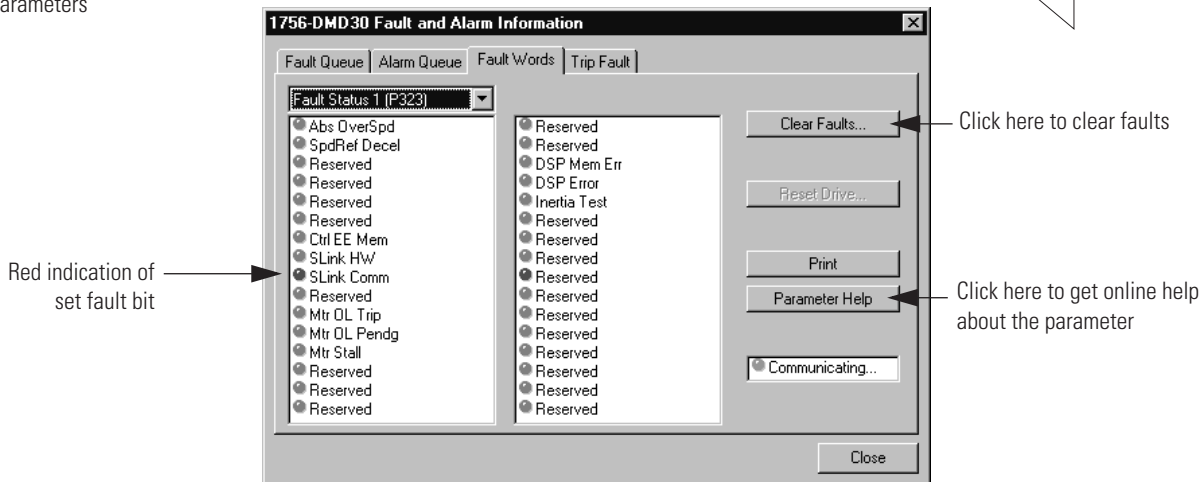 arameters
1756-DMD30 Fault and Alarm Information
Fault Queue Alarm Queue Fault Words Trip Fault
Fault Status 1 (P323)
Abs OverSpd
SpdRef Decel
Reserved
Reserved
Reserved
Reserved
Ctrl EE Mem
SLink HW
SLink Comm
Reserved
Mtr OL Trip
Mtr OL Pendg
Mtr Stall
Reserved
Reserved
Reserved
Reserved
Reserved
DSP Mem Err
DSP Error
Inertia Test
Reserved
Reserved
Reserved
Reserved
Reserved
Reserved
Reserved
Reserved
Reserved
Reserved
Reserved
Clear Faults...
Reset Drive...
Print
Parameter Help
Communicating...
Close
Click here to clear faults
Click here to get online help
about the parameter
Red indication of
set fault bit